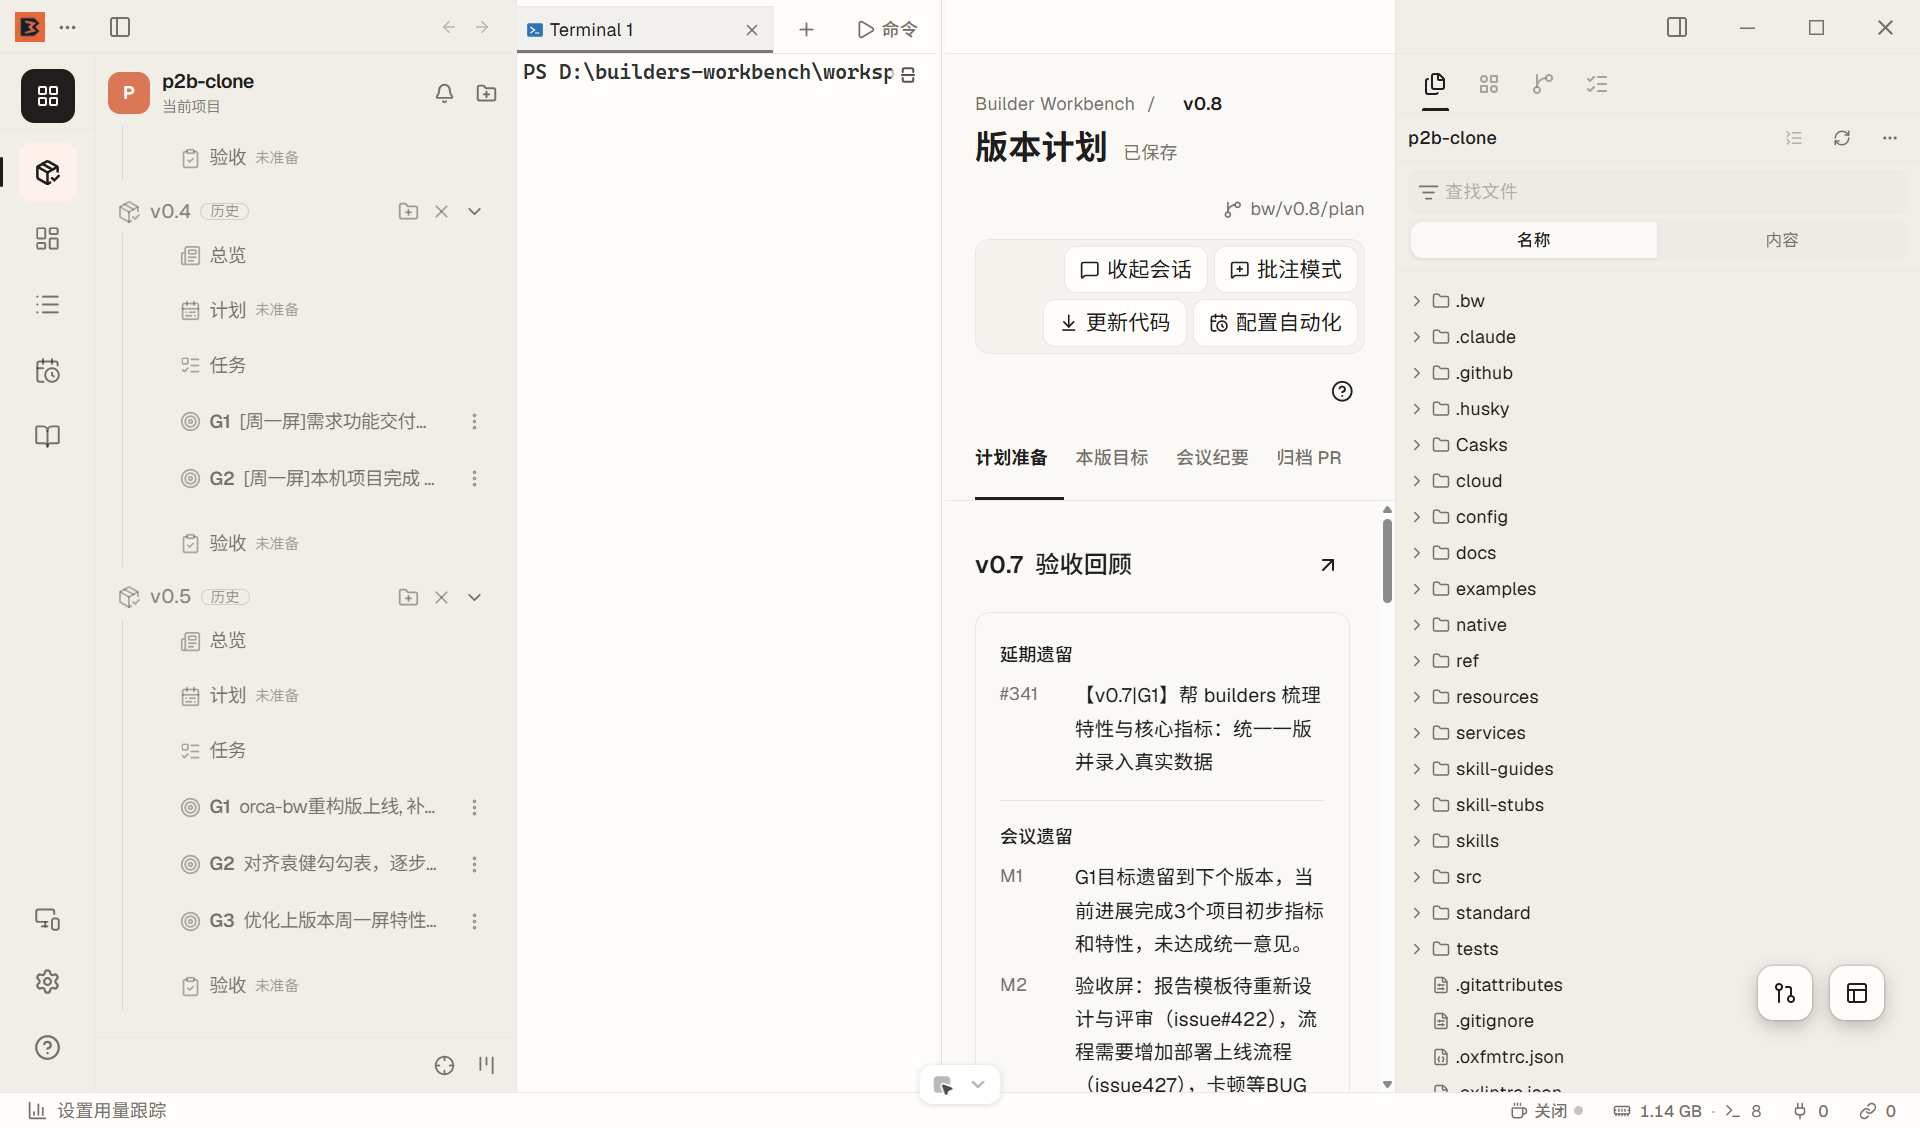 Terminal 1
命令
P
p2b-clone
当前项目
PS D:\builders-workbench\worksp
验收 未准备
v0.4 历史
总览
计划 未准备
任务
G1 [周一屏]需求功能交付...
G2 [周一屏]本机项目完成 ...
验收 未准备
v0.5 历史
总览
计划 未准备
任务
G1 orca-bw重构版上线, 补...
G2 对齐袁健勾勾表，逐步...
G3 优化上版本周一屏特性...
验收 未准备
Builder Workbench / v0.8
版本计划 已保存
bw/v0.8/plan
收起会话 批注模式
更新代码 配置自动化
计划准备 本版目标 会议纪要 归档 PR
v0.7 验收回顾
延期遗留
#341 【v0.7|G1】帮 builders 梳理
特性与核心指标：统一一版
并录入真实数据
会议遗留
M1 G1目标遗留到下个版本，当
前进展完成3个项目初步指标
和特性，未达成统一意见。
M2 验收屏：报告模板待重新设
计与评审（issue#422），流
程需要增加部署上线流程
（issue427），卡顿等BUG
p2b-clone
查找文件
名称 内容
.bw
.claude
.github
.husky
Casks
cloud
config
docs
examples
native
ref
resources
services
skill-guides
skill-stubs
skills
src
standard
tests
.gitattributes
.gitignore
.oxfmtrc.json
.oxlintrc.json
设置用量跟踪
关闭 1.14 GB · 8 0 0